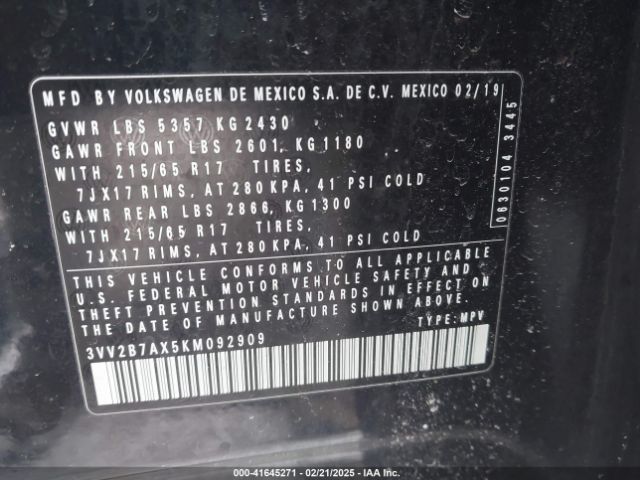 MFD BY VOLKSWAGEN DE MEXICO S.A. DE C.V. MEXICO 02/19
GVWR LBS 5357 KG 2430
GAWR FRONT LBS 2601, KG 1180
WITH 215/65 R17 TIRES,
7JX17 RIMS, AT 280 KPA, 41 PSI COLD
GAWR REAR LBS 2866, KG 1300
WITH 215/65 R17 TIRES,
7JX17 RIMS, AT 280 KPA, 41 PSI COLD
THIS VEHICLE CONFORMS TO ALL APPLICABLE
U.S. FEDERAL MOTOR VEHICLE SAFETY AND
THEFT PREVENTION STANDARDS IN EFFECT ON
THE DATE OF MANUFACTURE SHOWN ABOVE.
3VV2B7AX5KM092909
TYPE: MPV
0630104 3445
000-41645271 - 02/21/2025 - IAA Inc.